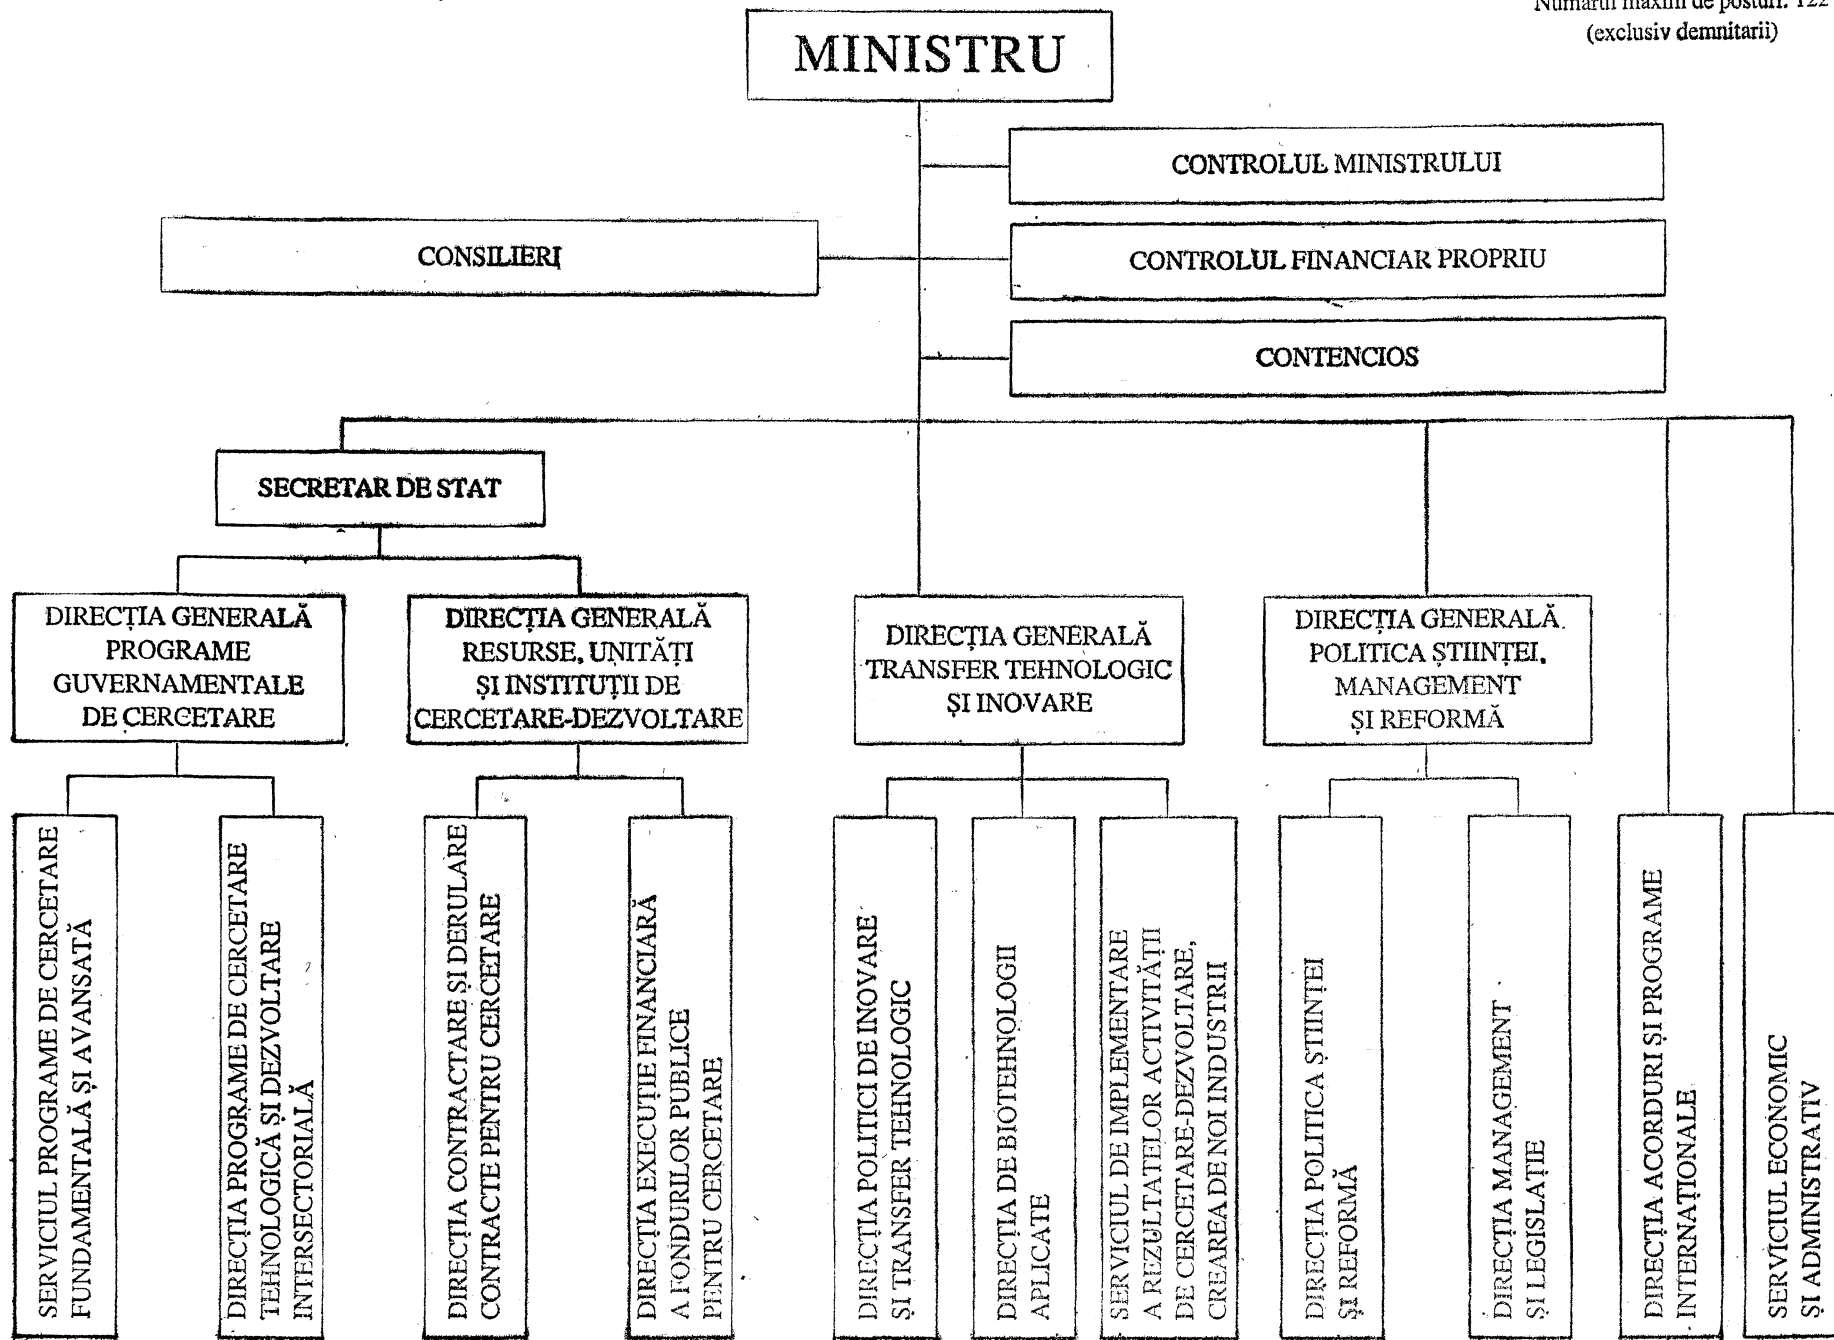 Numărul maxim de posturi: 122
(exclusiv demnitarii)
MINISTRU
CONTROLUL MINISTRULUI
CONSILIERI
CONTROLUL FINANCIAR PROPRIU
CONTENCIOS
SECRETAR DE STAT
DIRECȚIA GENERALĂ
PROGRAME
GUVERNAMENTALE
DE CERCETARE
DIRECȚIA GENERALĂ
RESURSE, UNITĂȚI
ȘI INSTITUȚII DE
CERCETARE-DEZVOLTARE
DIRECȚIA GENERALĂ
TRANSFER TEHNOLOGIC
ȘI INOVARE
DIRECȚIA GENERALĂ
POLITICA ȘTIINȚEI,
MANAGEMENT
ȘI REFORMĂ
SERVICIUL PROGRAME DE CERCETARE
FUNDAMENTALĂ ȘI AVANSATĂ
DIRECȚIA PROGRAME DE CERCETARE
TEHNOLOGICĂ ȘI DEZVOLTARE
INTERSECTORIALĂ
DIRECȚIA CONTRACTARE ȘI DERULARE
CONTRACTE PENTRU CERCETARE
DIRECȚIA EXECUȚIE FINANCIARĂ
A FONDURILOR PUBLICE
PENTRU CERCETARE
DIRECȚIA POLITICI DE INOVARE
ȘI TRANSFER TEHNOLOGIC
DIRECȚIA DE BIOTEHNOLOGII
APLICATE
SERVICIUL DE IMPLEMENTARE
A REZULTATELOR ACTIVITĂȚII
DE CERCETARE-DEZVOLTARE,
CREAREA DE NOI INDUSTRII
DIRECȚIA POLITICA ȘTIINȚEI
ȘI REFORMĂ
DIRECȚIA MANAGEMENT
ȘI LEGISLAȚIE
DIRECȚIA ACORDURI ȘI PROGRAME
INTERNAȚIONALE
SERVICIUL ECONOMIC
ȘI ADMINISTRATIV